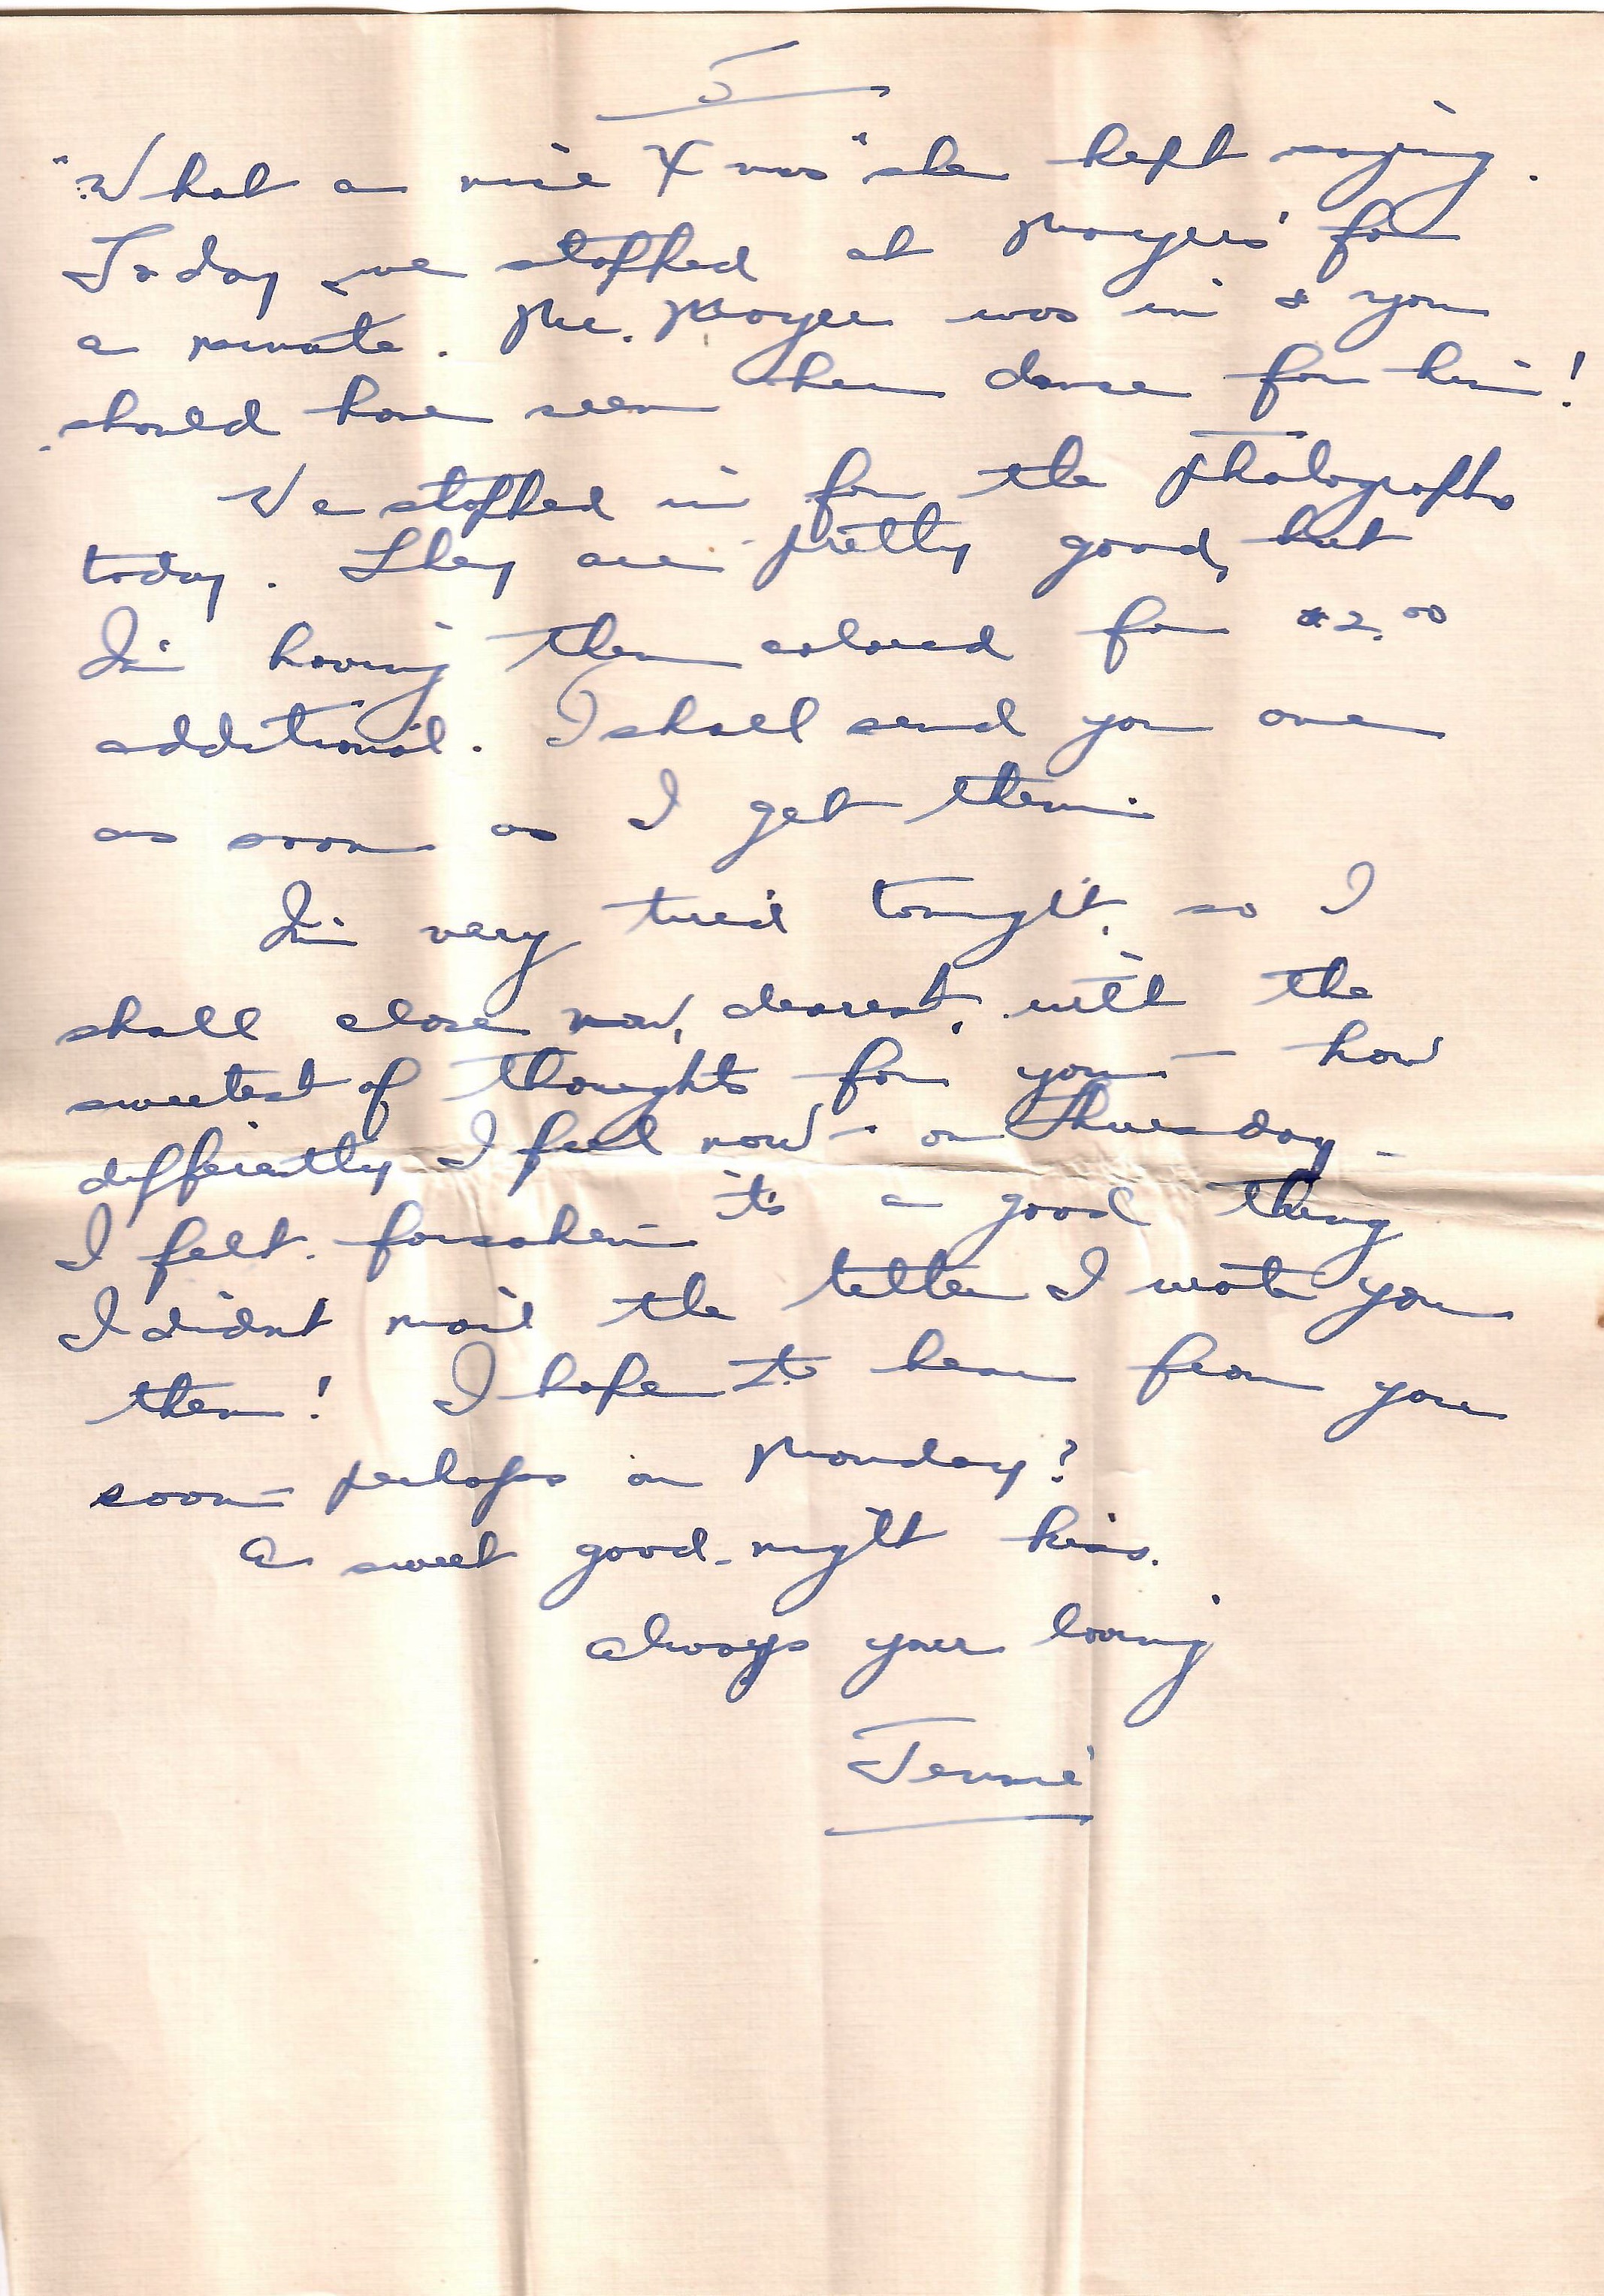 5
"What a nice Xmas" she kept saying.
Today we stopped at Mayers' for
a minute. Mr. Mayer was in & you
should have seen her dance for him!
We stopped in for the photographs
today. They are pretty good, but
I'm having them colored for $2.00
additional. I shall send you one
as soon as I get them.
I'm very tired tonight, so I
shall close now, dearest, with the
sweetest of thoughts for you — how
differently I feel now — on Thursday
I felt forsaken — it's a good thing
I didn't mail the letter I wrote you
then! I hope to hear from you
soon — perhaps on Monday?
A sweet good-night kiss.
Always your loving
Jennie